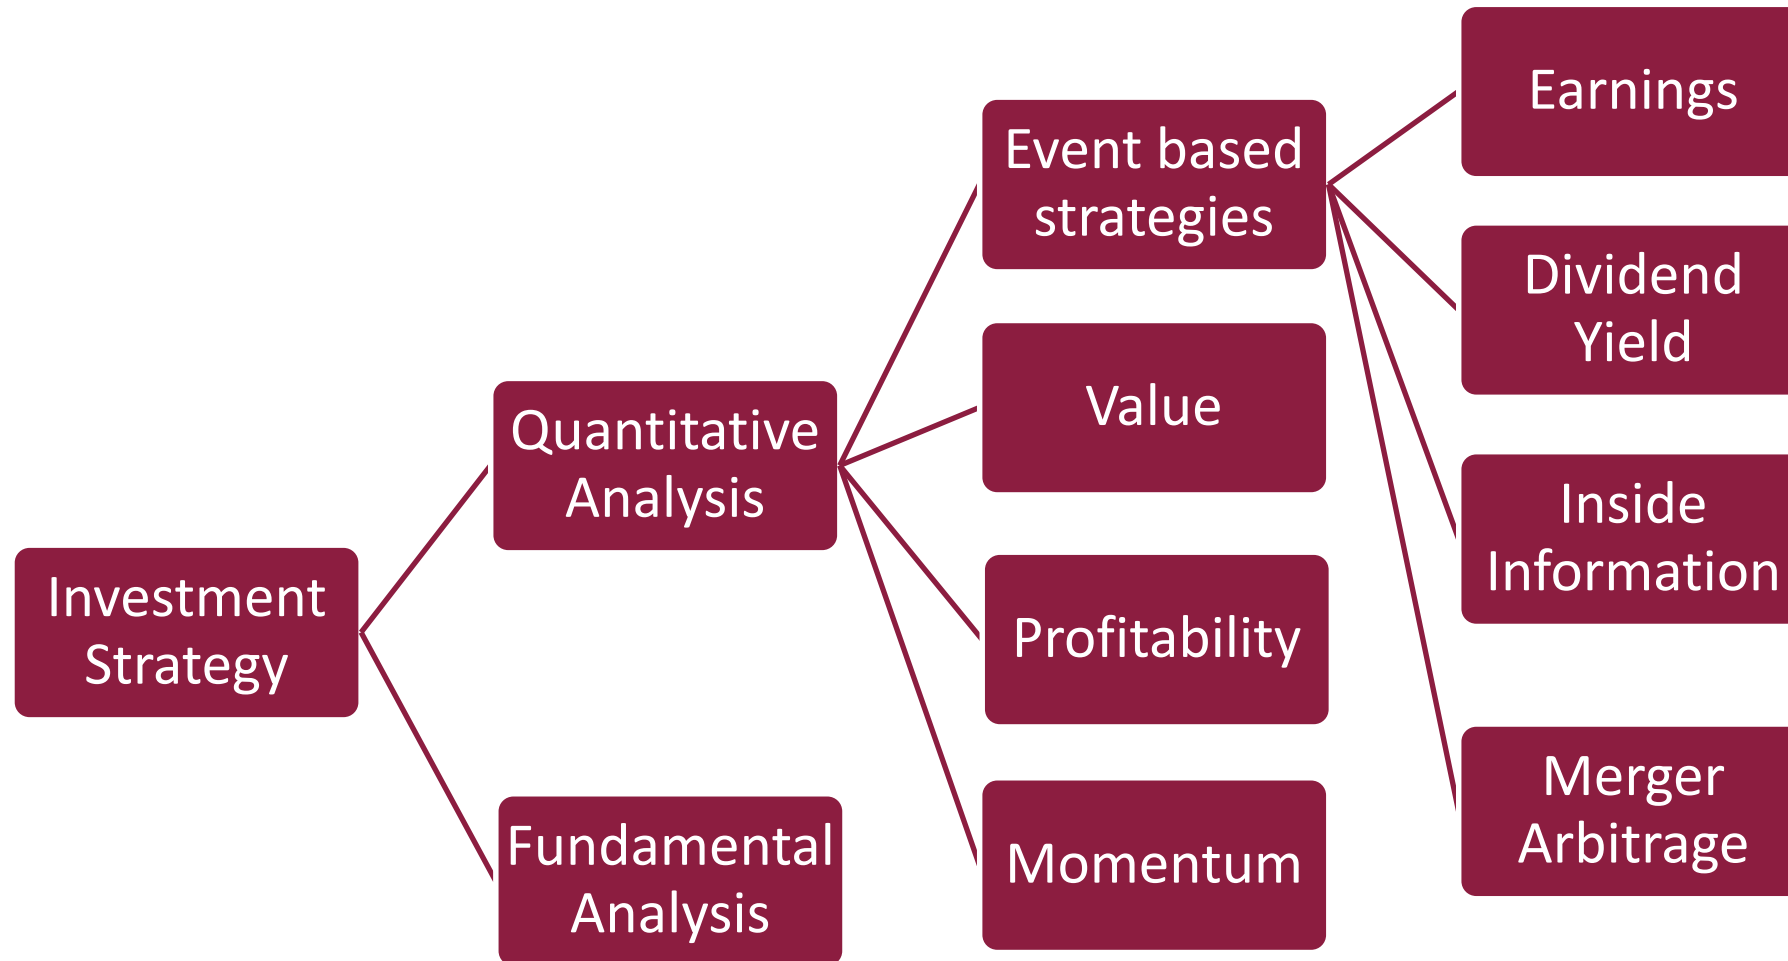 Investment
Strategy
Quantitative
Analysis
Fundamental
Analysis
Event based
strategies
Value
Profitability
Momentum
Earnings
Dividend
Yield
Inside
Information
Merger
Arbitrage